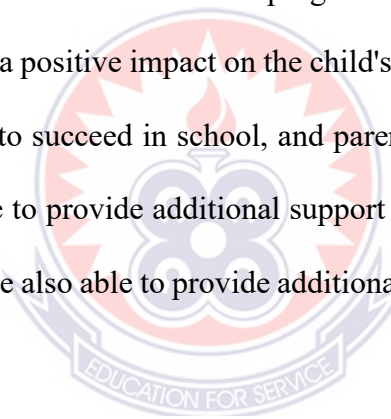 a positive impact on the child's
to succeed in school, and paren
e to provide additional support
e also able to provide additiona
EDUCATION FOR SERVICE